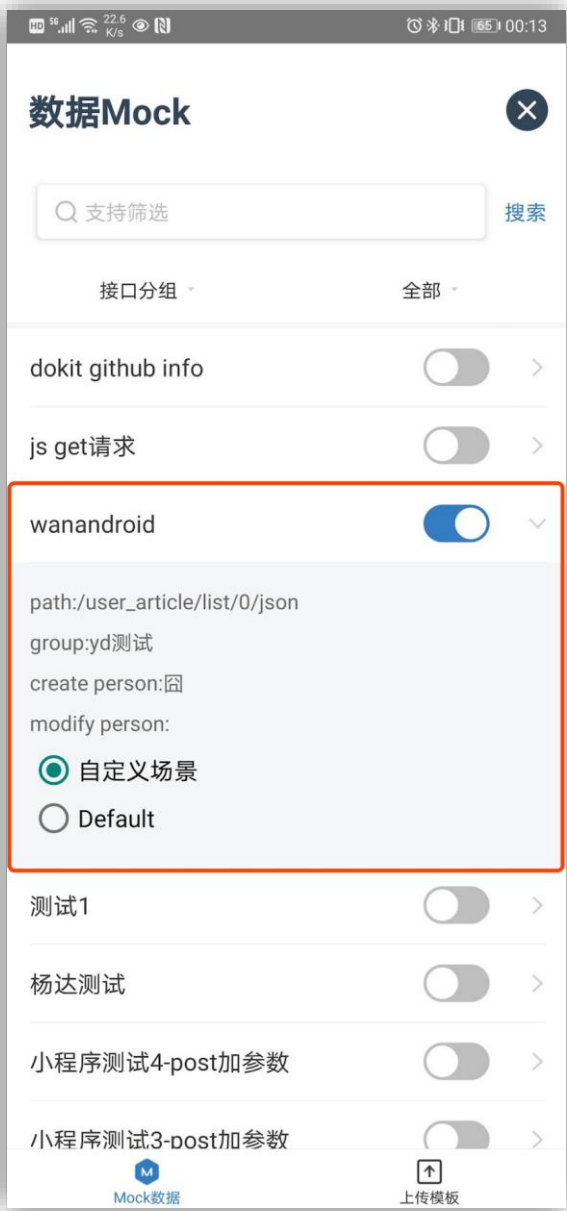 HD 5G 22.6 K/s 65 00:13
数据Mock
支持筛选 搜索
接口分组 全部
dokit github info
js get请求
wanandroid
path:/user_article/list/0/json
group:yd测试
create person:囧
modify person:
自定义场景
Default
测试1
杨达测试
小程序测试4-post加参数
小程序测试3-post加参数
M
Mock数据 上传模板